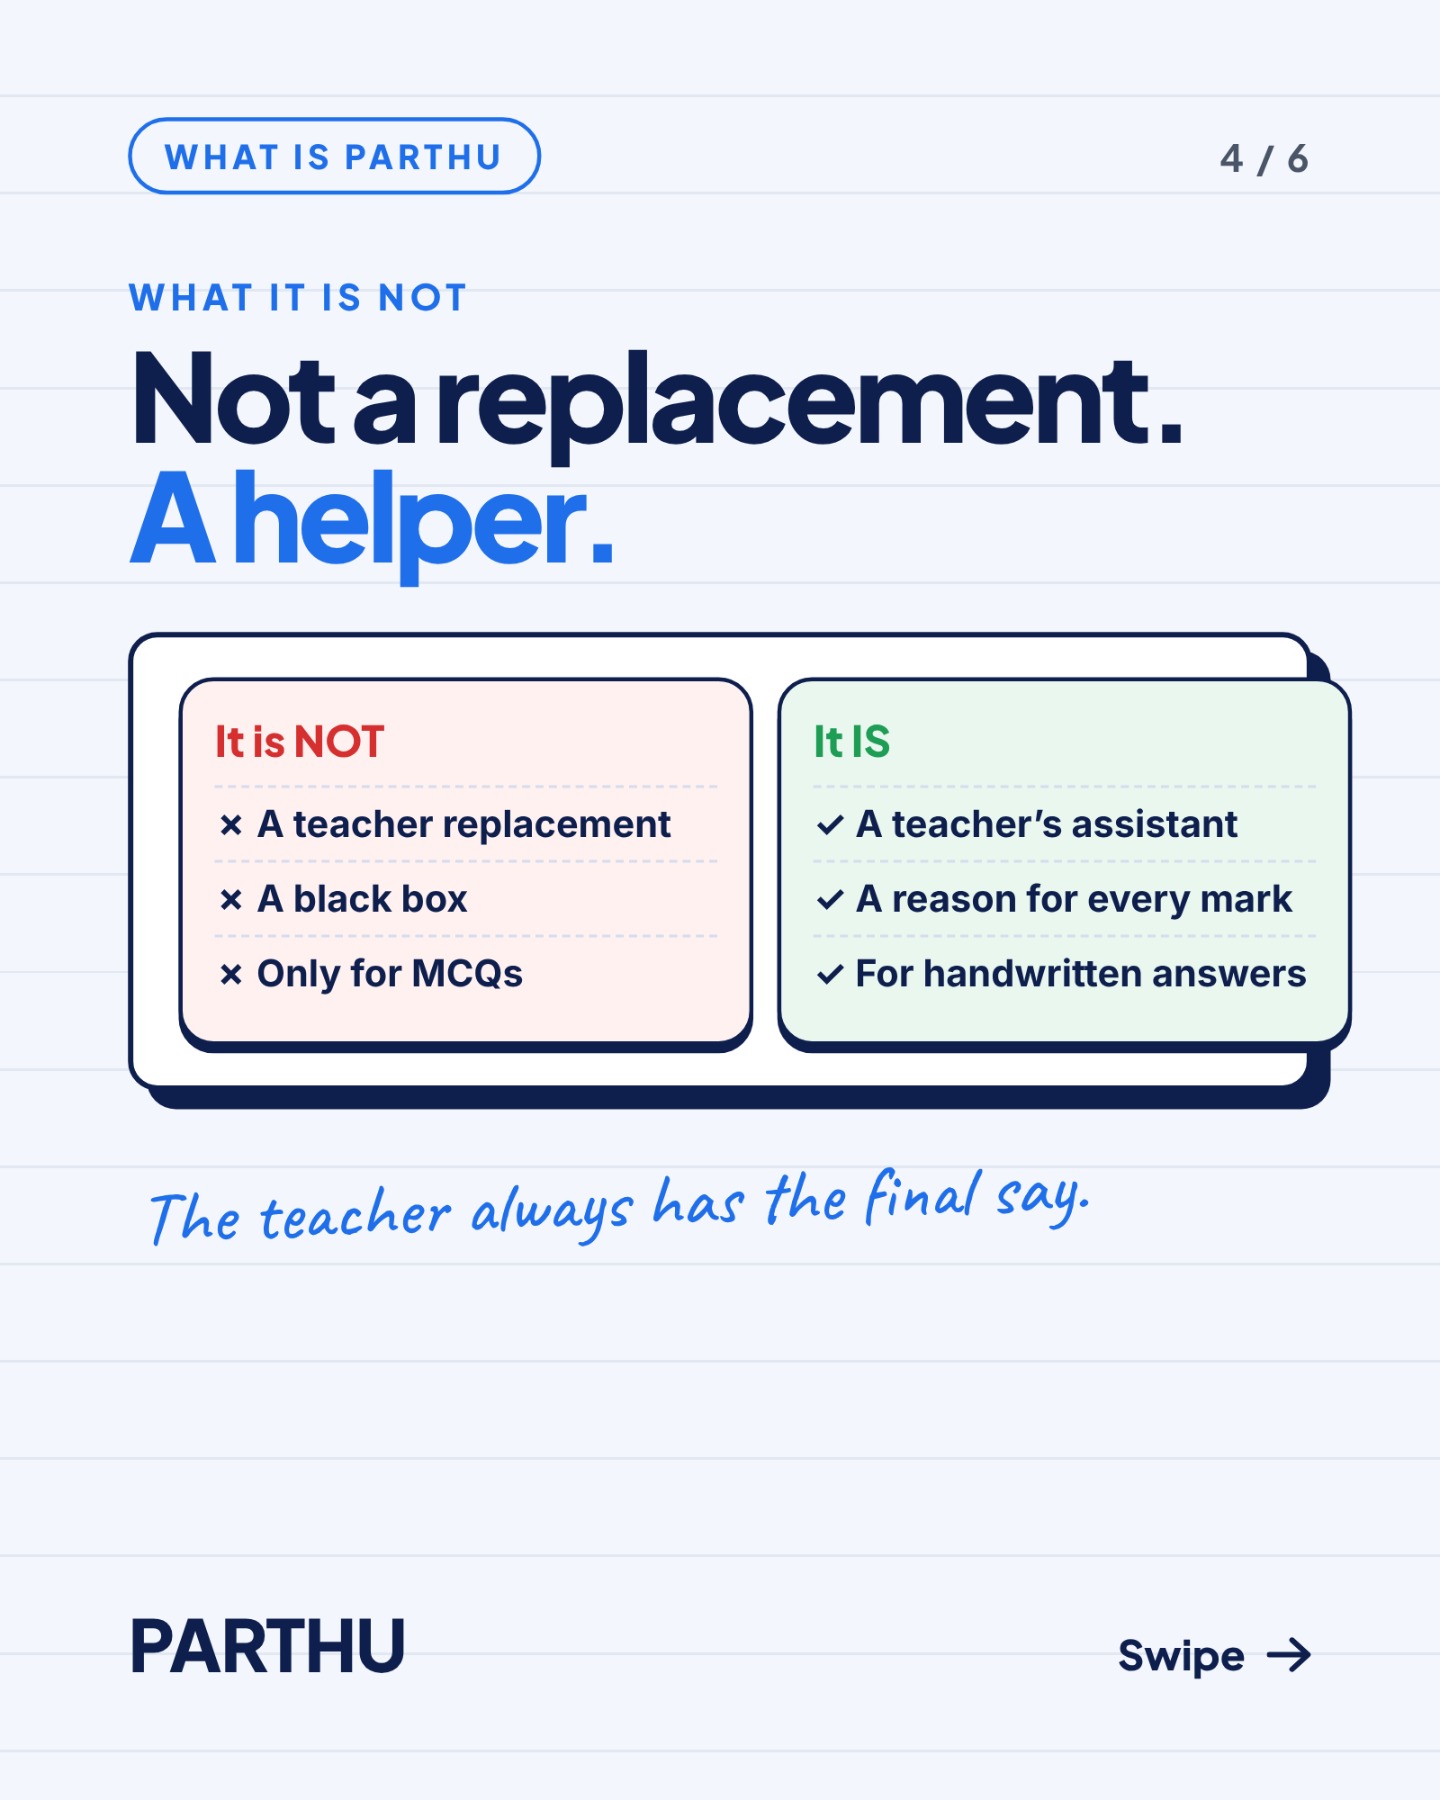 WHAT IS PARTHU
4 / 6
WHAT IT IS NOT
Not a replacement.
A helper.
It is NOT
× A teacher replacement
× A black box
× Only for MCQs
It IS
✓ A teacher’s assistant
✓ A reason for every mark
✓ For handwritten answers
The teacher always has the final say.
PARTHU
Swipe →